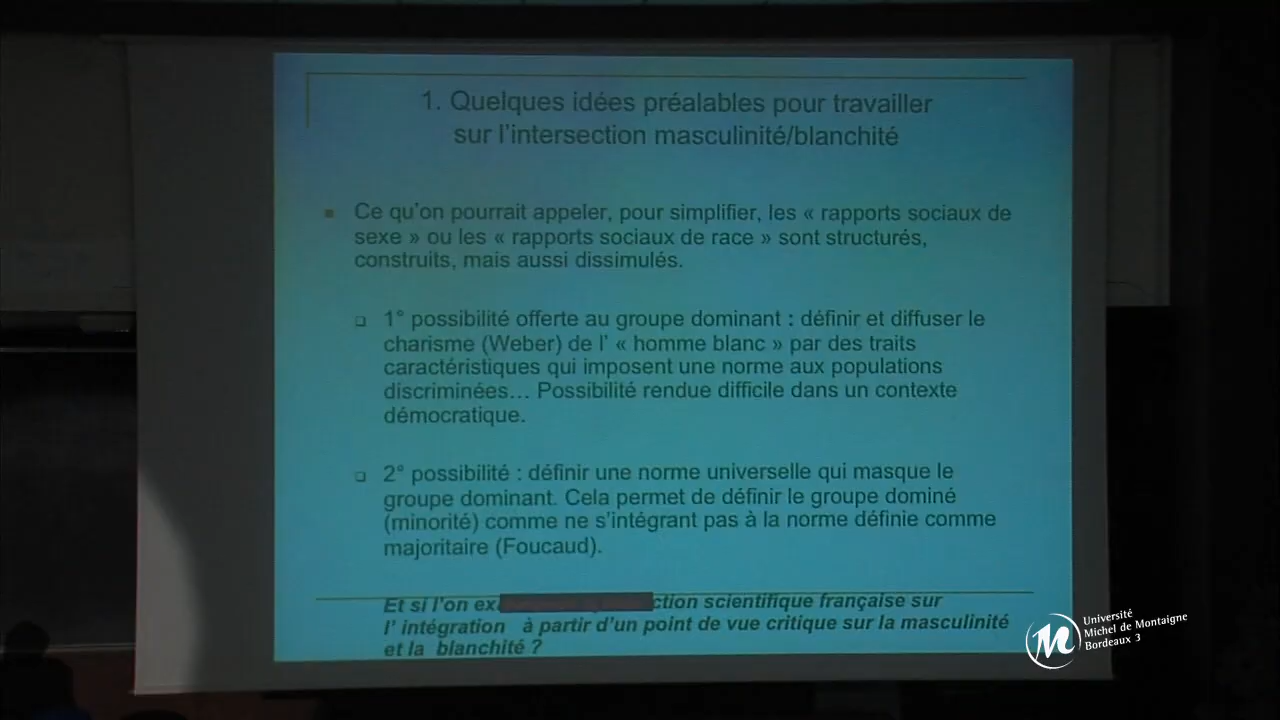 1. Quelques idées préalables pour travailler
sur l'intersection masculinité/blanchité
Ce qu'on pourrait appeler, pour simplifier, les « rapports sociaux de
sexe » ou les « rapports sociaux de race » sont structurés,
construits, mais aussi dissimulés.
1° possibilité offerte au groupe dominant : définir et diffuser le
charisme (Weber) de l' « homme blanc » par des traits
caractéristiques qui imposent une norme aux populations
discriminées... Possibilité rendue difficile dans un contexte
démocratique.
2° possibilité : définir une norme universelle qui masque le
groupe dominant. Cela permet de définir le groupe dominé
(minorité) comme ne s'intégrant pas à la norme définie comme
majoritaire (Foucaud).
Et si l'on scientifique française sur
l' intégration à partir d'un point de vue critique sur la masculinité
et la blanchité ?
Université
Michel de Montaigne
Bordeaux 3